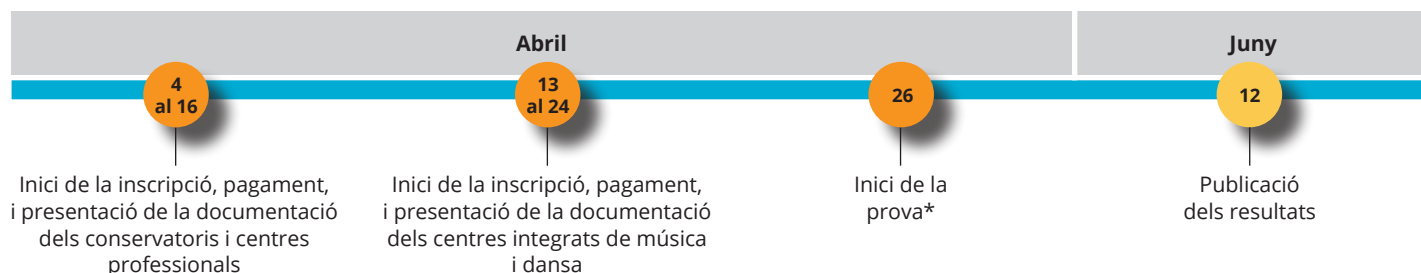 Abril
Juny
4
al 16
13
al 24
26
12
Inici de la inscripció, pagament,
i presentació de la documentació
dels conservatoris i centres
professionals
Inici de la inscripció, pagament,
i presentació de la documentació
dels centres integrats de música
i dansa
Inici de la
prova*
Publicació
dels resultats